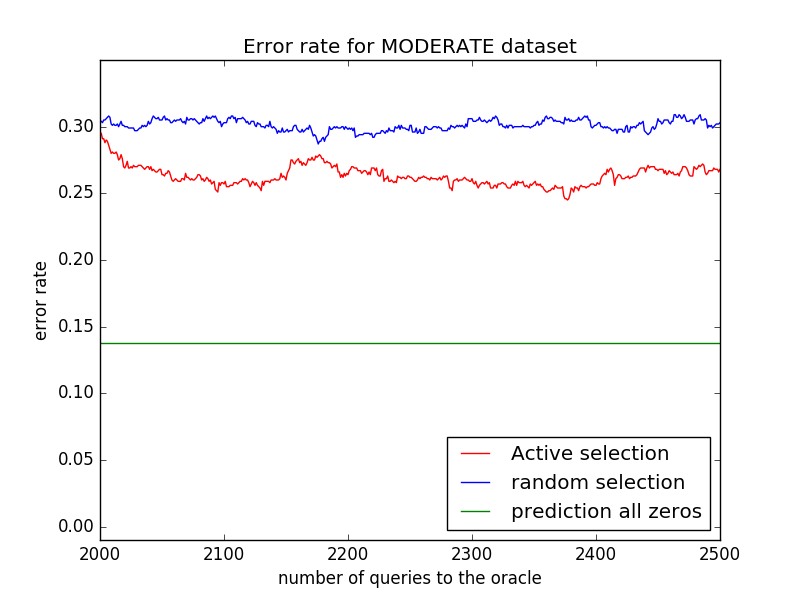 Error rate for MODERATE dataset
0.30
0.25
0.20
0.15
0.10
0.05
0.00
error rate
Active selection
random selection
prediction all zeros
2000 2100 2200 2300 2400 2500
number of queries to the oracle